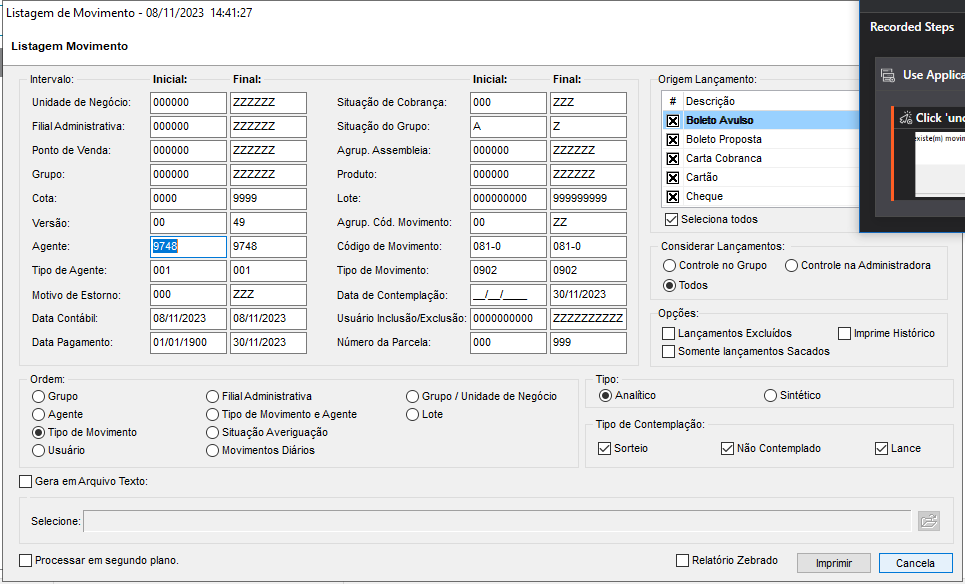 Listagem de Movimento - 08/11/2023 14:41:27
Recorded Steps
Listagem Movimento
Use Applica
Click 'und
existe(m) movin
Intervalo: Inicial: Final: Inicial: Final:
Unidade de Negócio: 000000 ZZZZZZ Situação de Cobrança: 000 ZZZ
Filial Administrativa: 000000 ZZZZZZ Situação do Grupo: A Z
Ponto de Venda: 000000 ZZZZZZ Agrup. Assembleia: 000000 ZZZZZZ
Grupo: 000000 ZZZZZZ Produto: 000000 ZZZZZZ
Cota: 0000 9999 Lote: 000000000 999999999
Versão: 00 49 Agrup. Cód. Movimento: 00 ZZ
Agente: 9748 9748 Código de Movimento: 081-0 081-0
Tipo de Agente: 001 001 Tipo de Movimento: 0902 0902
Motivo de Estorno: 000 ZZZ Data de Contemplação: __/__/____ 30/11/2023
Data Contábil: 08/11/2023 08/11/2023 Usuário Inclusão/Exclusão: 0000000000 ZZZZZZZZZZ
Data Pagamento: 01/01/1900 30/11/2023 Número da Parcela: 000 999
Origem Lançamento:
# Descrição
Boleto Avulso
Boleto Proposta
Carta Cobranca
Cartão
Cheque
Seleciona todos
Considerar Lançamentos:
Controle no Grupo Controle na Administradora
Todos
Opções:
Lançamentos Excluídos Imprime Histórico
Somente lançamentos Sacados
Ordem:
Grupo Filial Administrativa Grupo / Unidade de Negócio
Agente Tipo de Movimento e Agente Lote
Tipo de Movimento Situação Averiguação
Usuário Movimentos Diários
Tipo:
Analítico Sintético
Tipo de Contemplação:
Sorteio Não Contemplado Lance
Gera em Arquivo Texto:
Selecione:
Processar em segundo plano.
Relatório Zebrado Imprimir Cancela